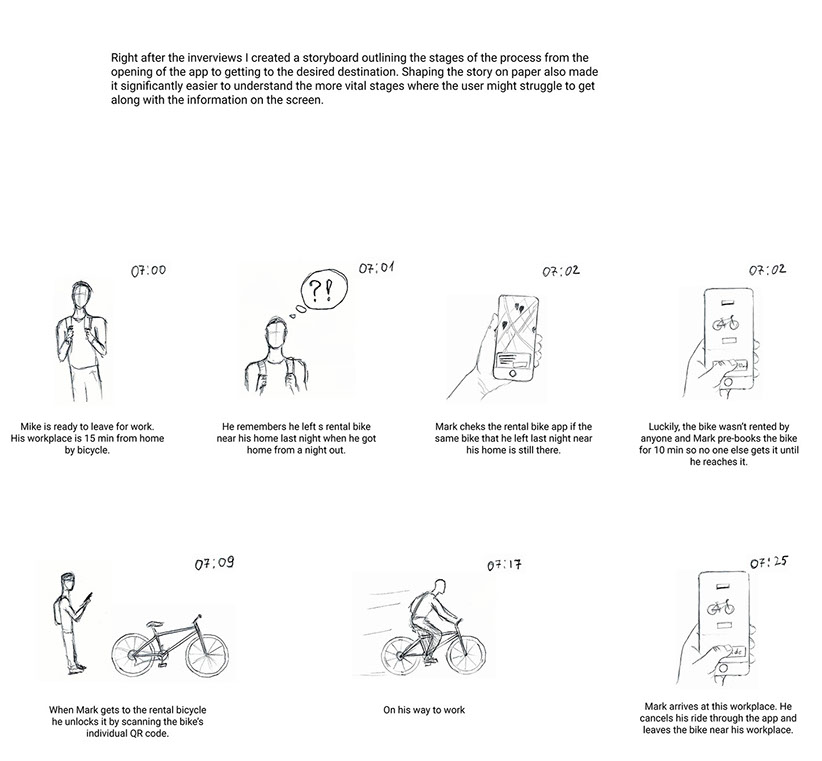 Right after the inverviews I created a storyboard outlining the stages of the process from the
opening of the app to getting to the desired destination. Shaping the story on paper also made
it significantly easier to understand the more vital stages where the user might struggle to get
along with the information on the screen.
07:00
Mike is ready to leave for work.
His workplace is 15 min from home
by bicycle.
07:01
?!
He remembers he left s rental bike
near his home last night when he got
home from a night out.
07:02
Mark cheks the rental bike app if the
same bike that he left last night near
his home is still there.
07:02
Luckily, the bike wasn't rented by
anyone and Mark pre-books the bike
for 10 min so no one else gets it until
he reaches it.
07:09
When Mark gets to the rental bicycle
he unlocks it by scanning the bike's
individual QR code.
07:17
On his way to work
07:25
Mark arrives at this workplace. He
cancels his ride through the app and
leaves the bike near his workplace.